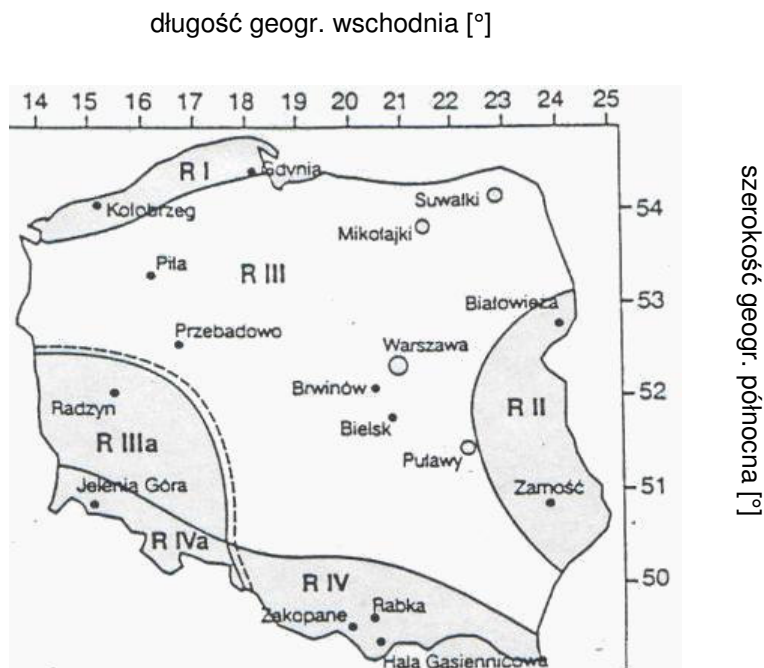 długość geogr. wschodnia [°]
14 15 16 17 18 19 20 21 22 23 24 25
R I
Gdynia
Kołobrzeg
Suwałki
Mikołajki
54
Piła
R III
53
Białowieża
Przebadowo
Warszawa
Brwinów
52
Radzyn
R II
Bielsk
R IIIa
Puławy
Jelenia Góra
Zamość
51
R IVa
R IV
50
Zakopane
Rabka
Hala Gąsiennicowa
szerokość geogr. północna [°]